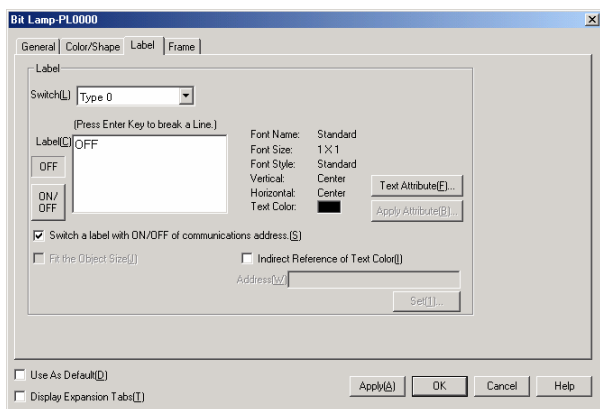 Bit Lamp-PL0000
General Color/Shape Label Frame
Label
Switch(L) Type 0
(Press Enter Key to break a Line.)
Label(C) OFF
OFF
ON/
OFF
Font Name: Standard
Font Size: 1X1
Font Style: Standard
Vertical: Center
Horizontal: Center
Text Color:
Text Attribute(F)...
Apply Attribute(B)...
Switch a label with ON/OFF of communications address.(S)
Fit the Object Size(J) Indirect Reference of Text Color(I)
Address(W)
Set(1)...
Use As Default(D)
Display Expansion Tabs(T)
Apply(A) OK Cancel Help